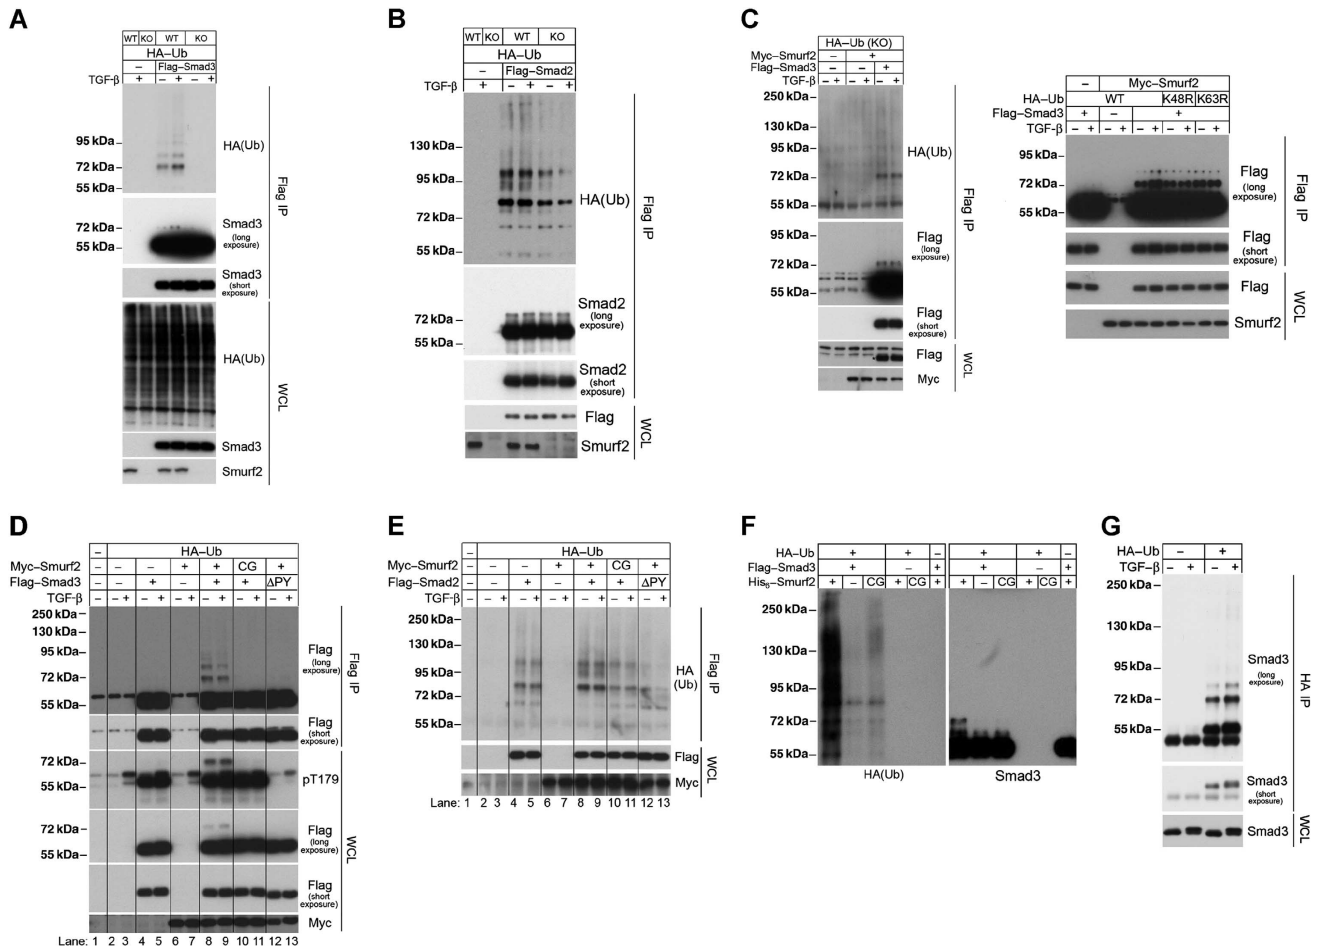 A
WT KO WT KO
HA–Ub
– Flag–Smad3
TGF-β + – + – +
95 kDa
72 kDa
55 kDa
HA(Ub)
72 kDa
55 kDa
Smad3
(long
exposure)
Smad3
(short
exposure)
Flag IP
HA(Ub)
Smad3
Smurf2
WCL
B
WT KO WT KO
HA–Ub
– Flag–Smad2
TGF-β + – + – +
130 kDa
95 kDa
72 kDa
55 kDa
HA(Ub)
72 kDa
55 kDa
Smad2
(long
exposure)
Smad2
(short
exposure)
Flag IP
Flag
Smurf2
WCL
C
HA–Ub (KO)
Myc–Smurf2 – +
Flag–Smad3 – – +
TGF-β – + – + – +
250 kDa
130 kDa
95 kDa
72 kDa
55 kDa
HA(Ub)
95 kDa
72 kDa
55 kDa
Flag
(long
exposure)
Flag
(short
exposure)
Flag IP
Flag
Myc
WCL
– Myc–Smurf2
HA–Ub WT K48R K63R
Flag–Smad3 + – +
TGF-β – + – + – + – + – +
95 kDa
72 kDa
55 kDa
Flag
(long
exposure)
Flag
(short
exposure)
Flag IP
Flag
Smurf2
WCL
D
– HA–Ub
Myc–Smurf2 – – – + + CG +
Flag–Smad3 – – + – + + ΔPY
TGF-β – – + – + – + – + – + – +
250 kDa
130 kDa
95 kDa
72 kDa
55 kDa
Flag
(long
exposure)
Flag
(short
exposure)
Flag IP
72 kDa
55 kDa
pT179
72 kDa
55 kDa
Flag
(long
exposure)
Flag
(short
exposure)
Myc
WCL
Lane: 1 2 3 4 5 6 7 8 9 10 11 12 13
E
– HA–Ub
Myc–Smurf2 – – – + + CG +
Flag–Smad2 – – + – + + ΔPY
TGF-β – – + – + – + – + – + – +
250 kDa
130 kDa
95 kDa
72 kDa
55 kDa
HA
(Ub)
Flag IP
Flag
Myc
WCL
Lane: 1 2 3 4 5 6 7 8 9 10 11 12 13
F
HA–Ub + + – + + –
Flag–Smad3 + – + + – +
His6–Smurf2 + – CG + CG + + – CG + CG +
250 kDa
130 kDa
95 kDa
72 kDa
55 kDa
HA(Ub) Smad3
G
HA–Ub – +
TGF-β – + – +
250 kDa
130 kDa
95 kDa
72 kDa
55 kDa
Smad3
(long
exposure)
Smad3
(short
exposure)
HA IP
Smad3
WCL